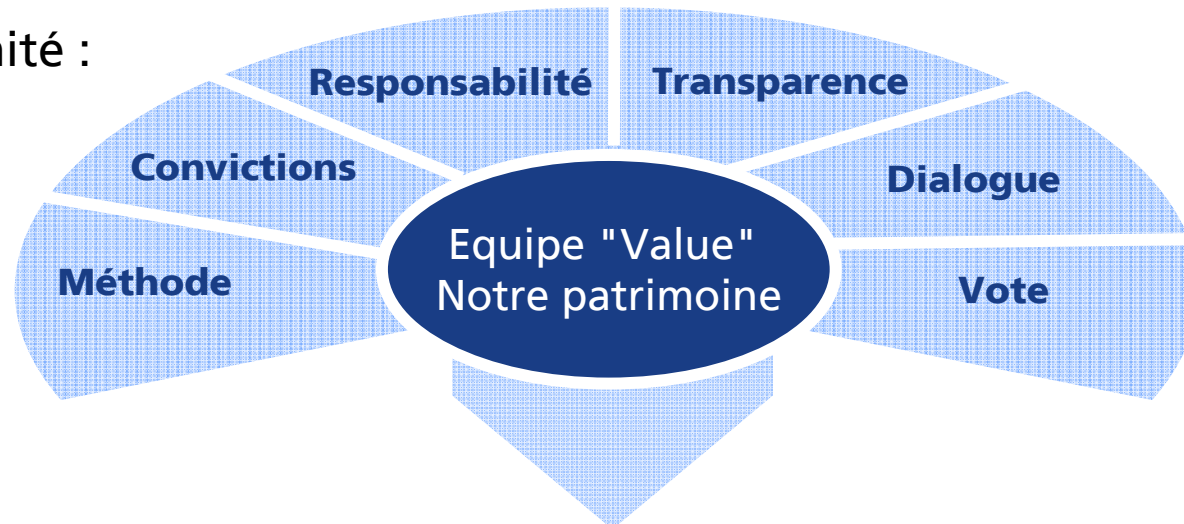 ité :
Responsabilité
Transparence
Convictions
Dialogue
Méthode
Vote
Equipe "Value"
Notre patrimoine